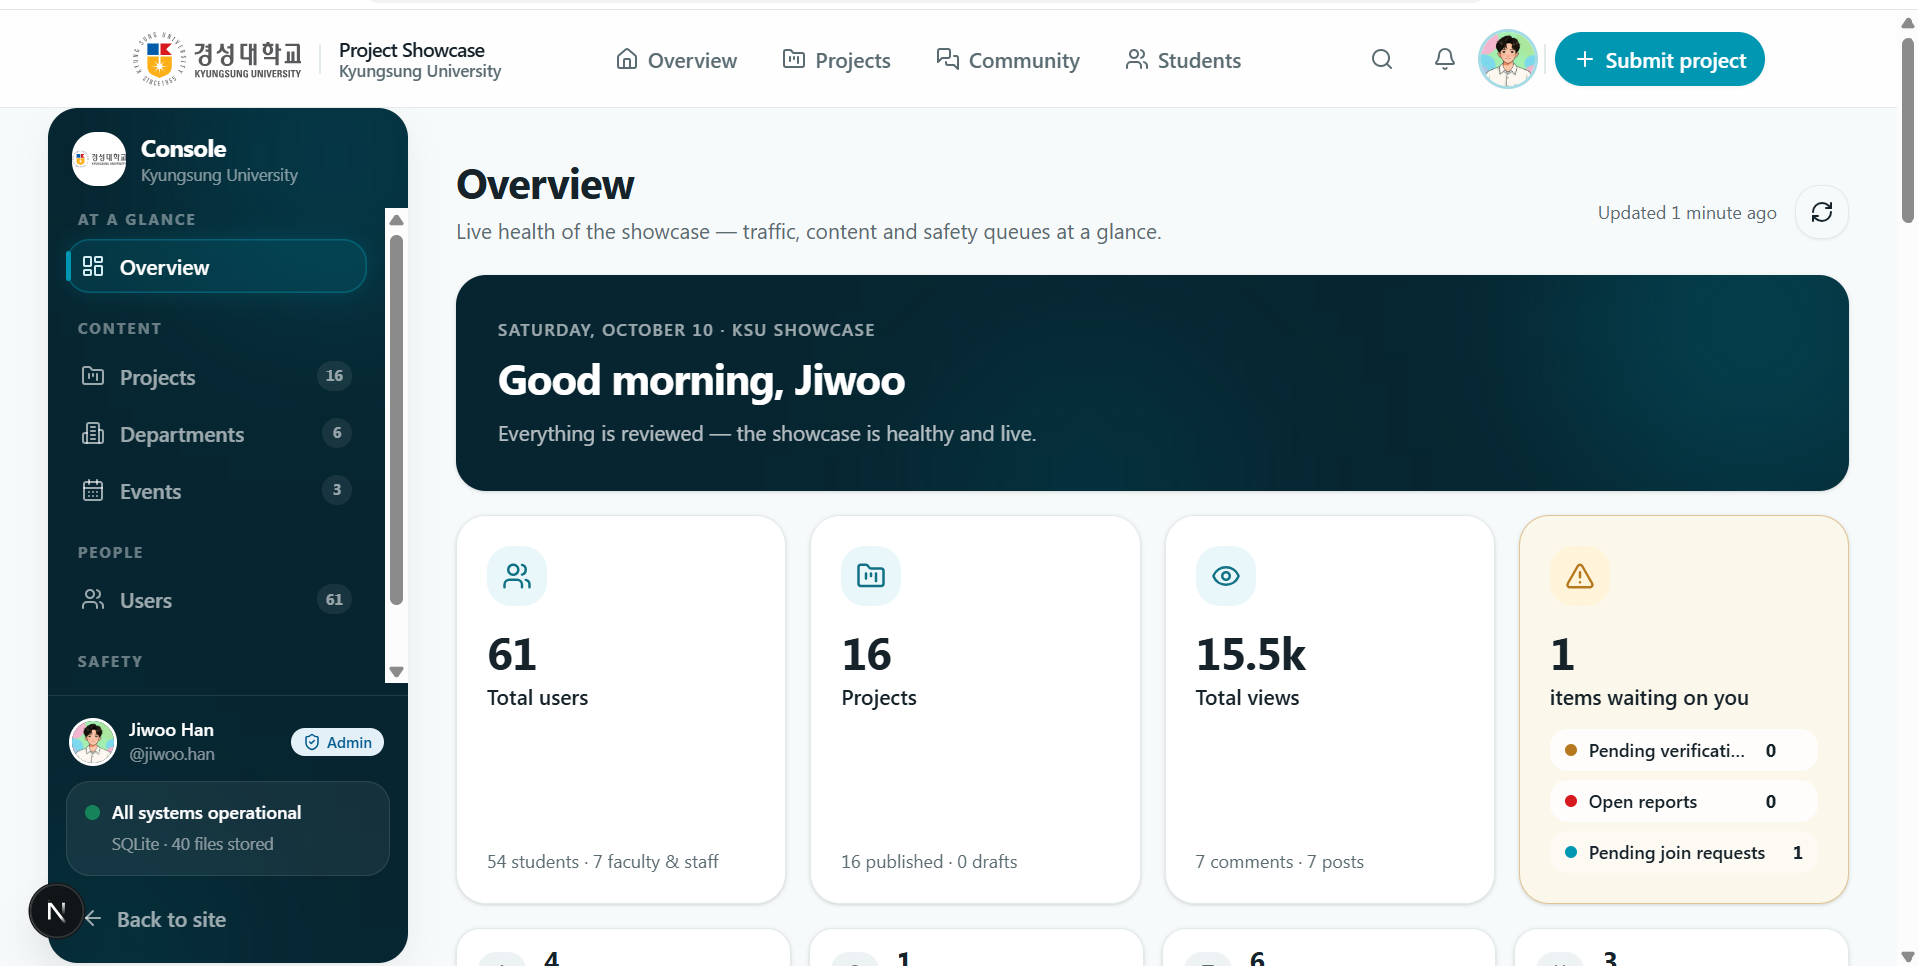 경성대학교
KYUNGSUNG UNIVERSITY
Project Showcase
Kyungsung University
Overview
Projects
Community
Students
Submit project
Console
Kyungsung University
AT A GLANCE
Overview
CONTENT
Projects 16
Departments 6
Events 3
PEOPLE
Users 61
SAFETY
Jiwoo Han
@jiwoo.han
Admin
All systems operational
SQLite · 40 files stored
N
Back to site
Overview
Live health of the showcase — traffic, content and safety queues at a glance.
Updated 1 minute ago
SATURDAY, OCTOBER 10 · KSU SHOWCASE
Good morning, Jiwoo
Everything is reviewed — the showcase is healthy and live.
61
Total users
54 students · 7 faculty & staff
16
Projects
16 published · 0 drafts
15.5k
Total views
7 comments · 7 posts
1
items waiting on you
Pending verificati... 0
Open reports 0
Pending join requests 1
4
1
6
3